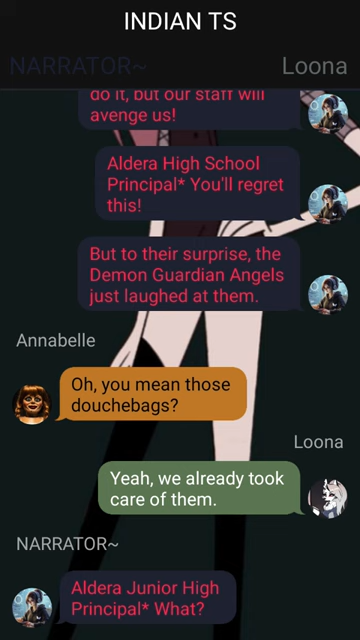 INDIAN TS
NARRATOR~
Loona
do it, but our staff will
avenge us!
Aldera High School
Principal* You'll regret
this!
But to their surprise, the
Demon Guardian Angels
just laughed at them.
Annabelle
Oh, you mean those
douchebags?
Loona
Yeah, we already took
care of them.
NARRATOR~
Aldera Junior High
Principal* What?